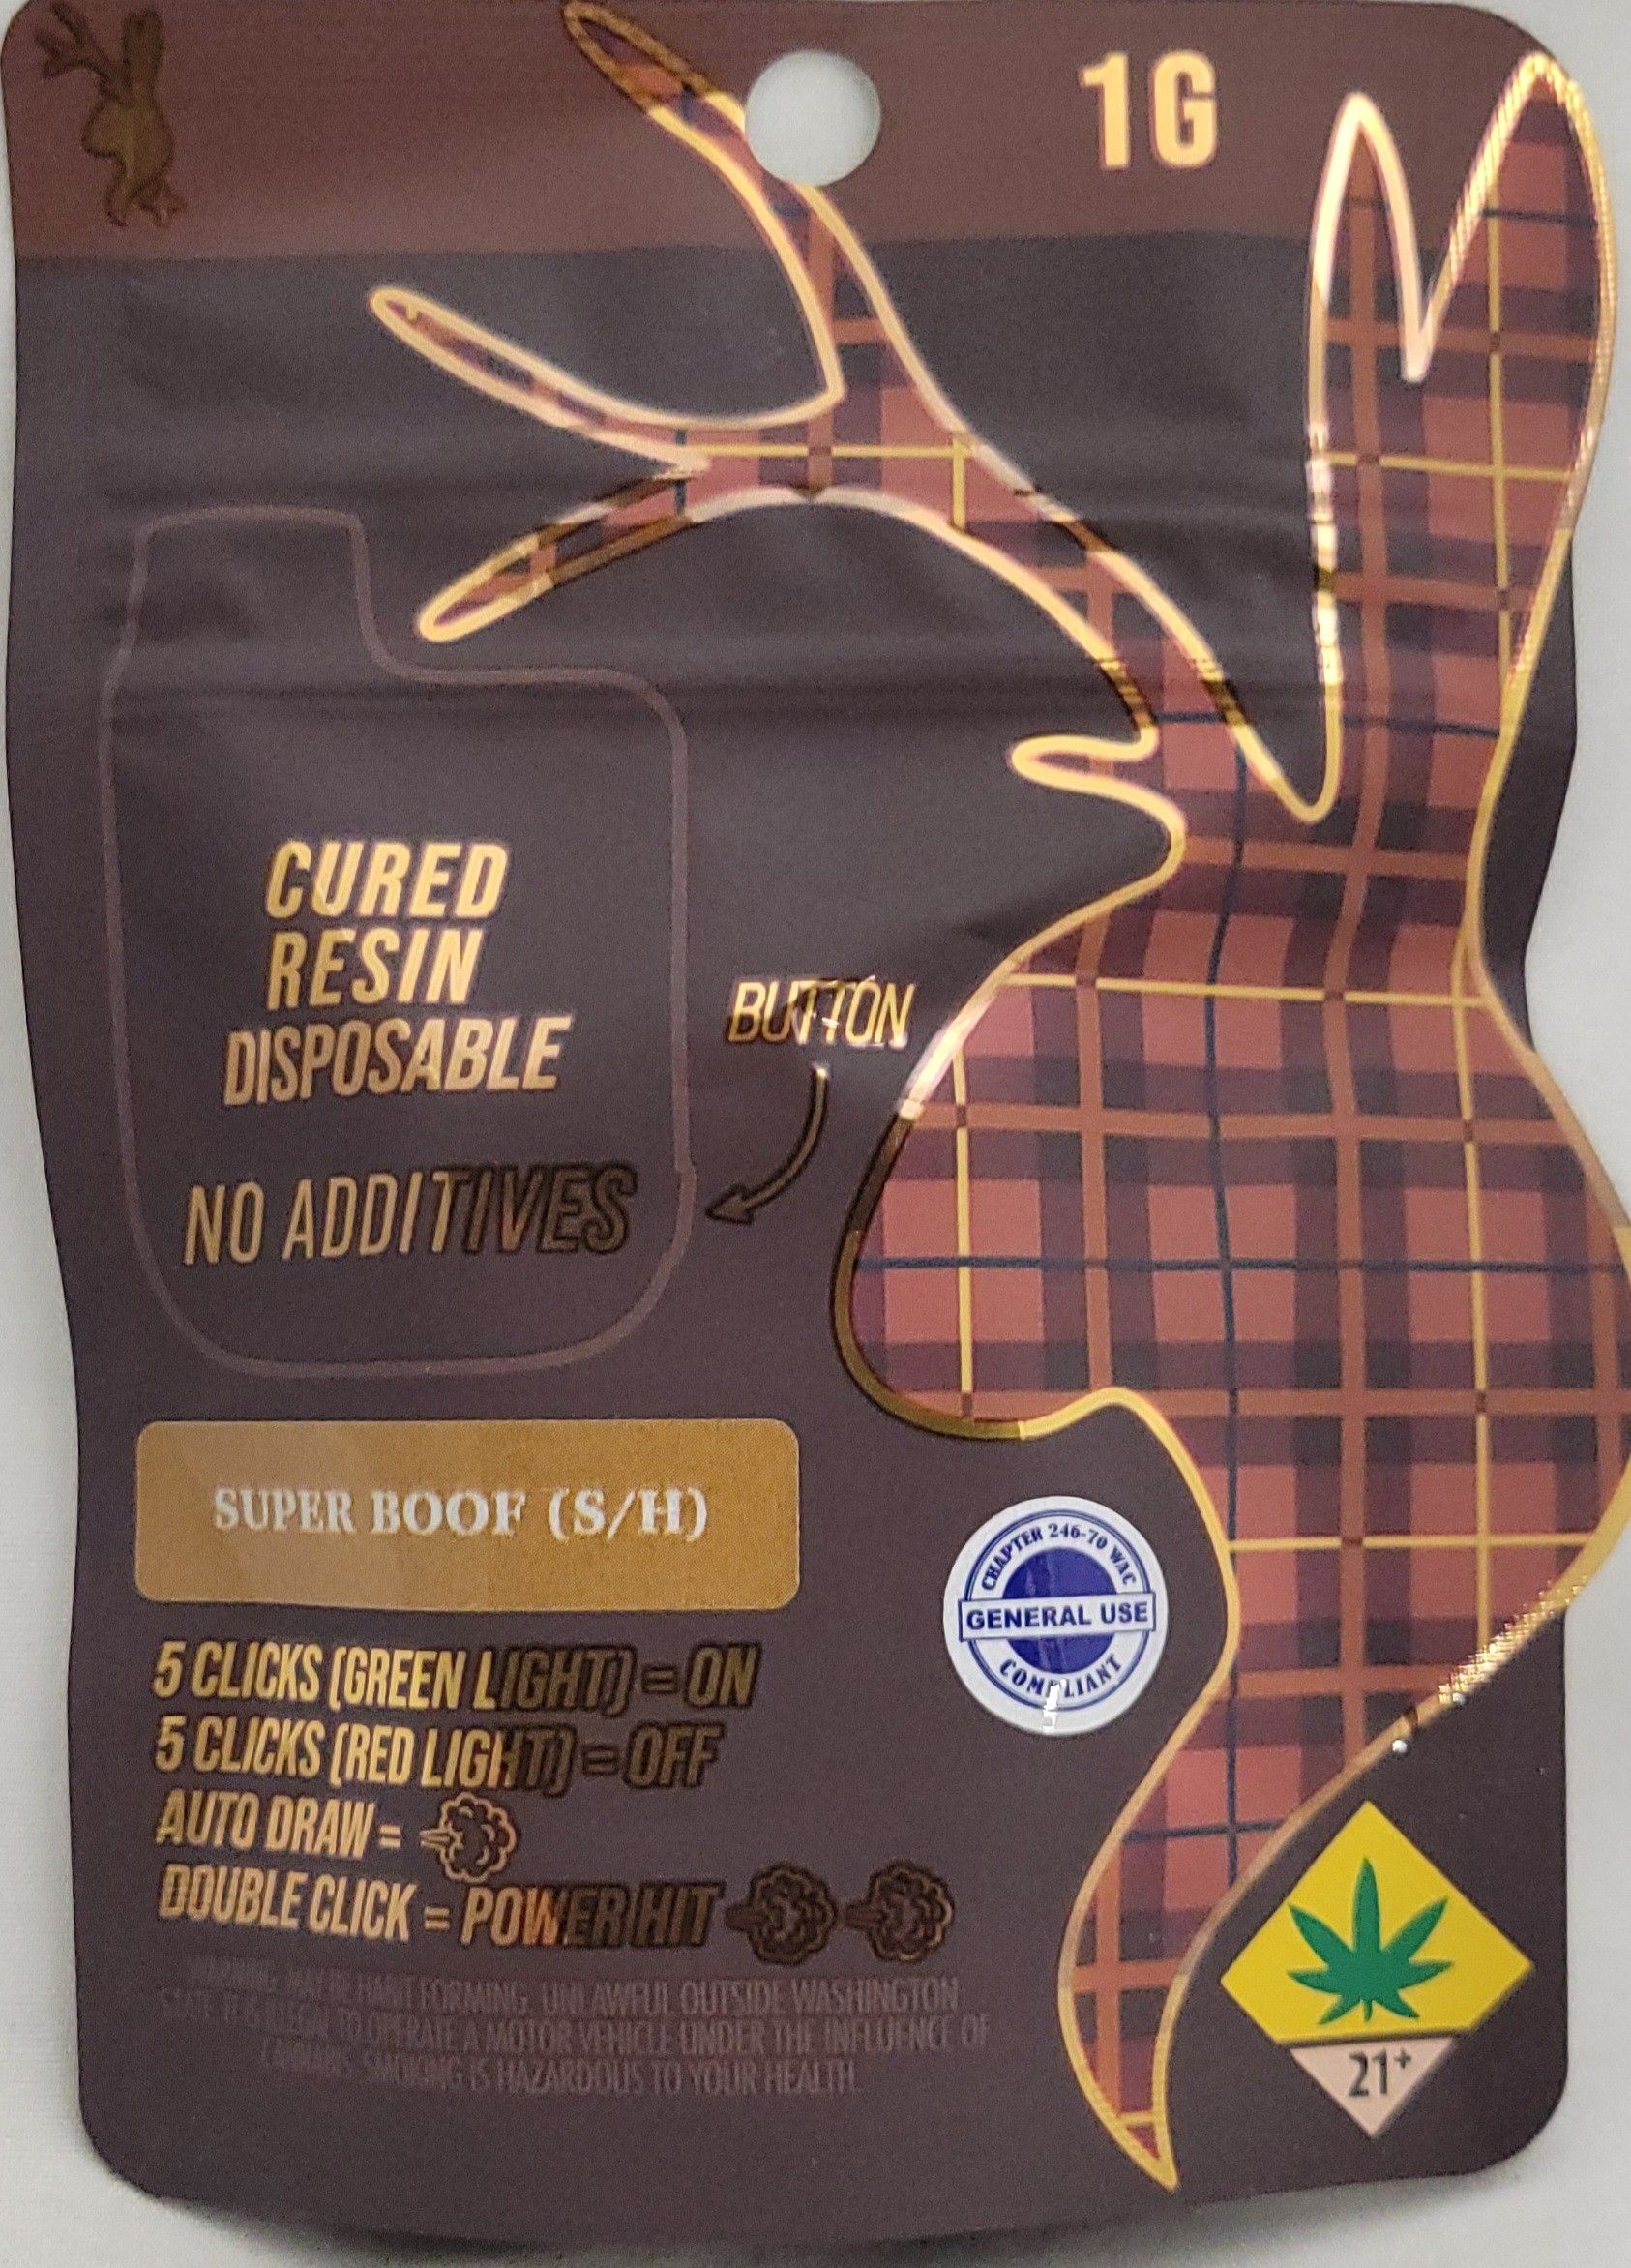 1G
CURED
RESIN
DISPOSABLE
NO ADDITIVES
BUTTON
SUPER BOOF (S/H)
CHAPTER 246-70 WAC
GENERAL USE
COMPLIANT
5 CLICKS (GREEN LIGHT) = ON
5 CLICKS (RED LIGHT) = OFF
AUTO DRAW =
DOUBLE CLICK = POWER HIT
WARNING: MAY BE HABIT FORMING. UNLAWFUL OUTSIDE WASHINGTON
STATE. IT IS ILLEGAL TO OPERATE A MOTOR VEHICLE UNDER THE INFLUENCE OF
CANNABIS. SMOKING IS HAZARDOUS TO YOUR HEALTH.
21+